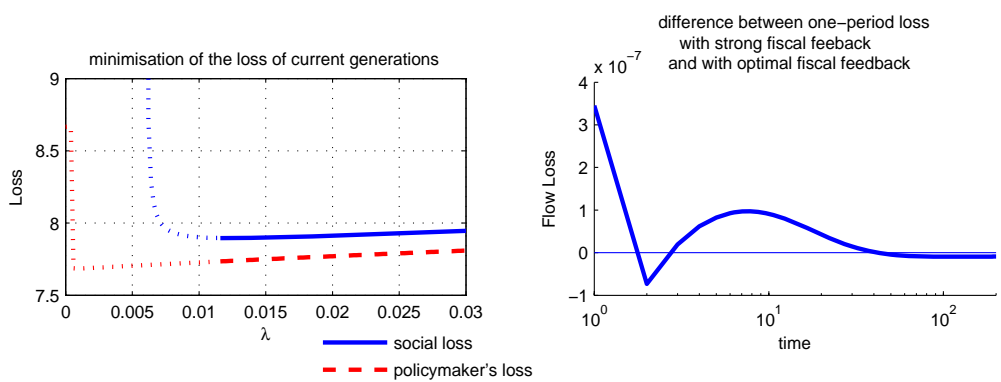 minimisation of the loss of current generations
9
8.5
8
7.5
Loss
0 0.005 0.01 0.015 0.02 0.025 0.03
λ
social loss
policymaker's loss
difference between one−period loss
with strong fiscal feeback
and with optimal fiscal feedback
x 10−7
4
3
2
1
0
−1
Flow Loss
10^0 10^1 10^2
time